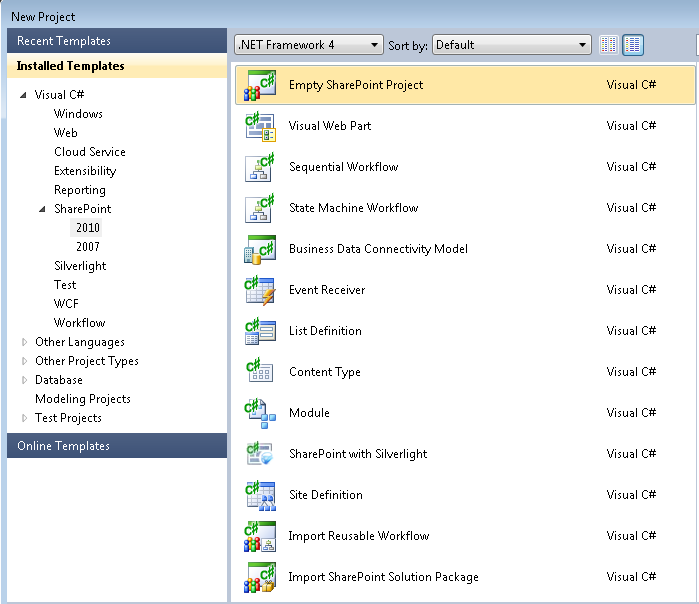 New Project
Recent Templates
Installed Templates
Visual C#
Windows
Web
Cloud Service
Extensibility
Reporting
SharePoint
2010
2007
Silverlight
Test
WCF
Workflow
Other Languages
Other Project Types
Database
Modeling Projects
Test Projects
Online Templates
.NET Framework 4 Sort by: Default
Empty SharePoint Project Visual C#
Visual Web Part Visual C#
Sequential Workflow Visual C#
State Machine Workflow Visual C#
Business Data Connectivity Model Visual C#
Event Receiver Visual C#
List Definition Visual C#
Content Type Visual C#
Module Visual C#
SharePoint with Silverlight Visual C#
Site Definition Visual C#
Import Reusable Workflow Visual C#
Import SharePoint Solution Package Visual C#